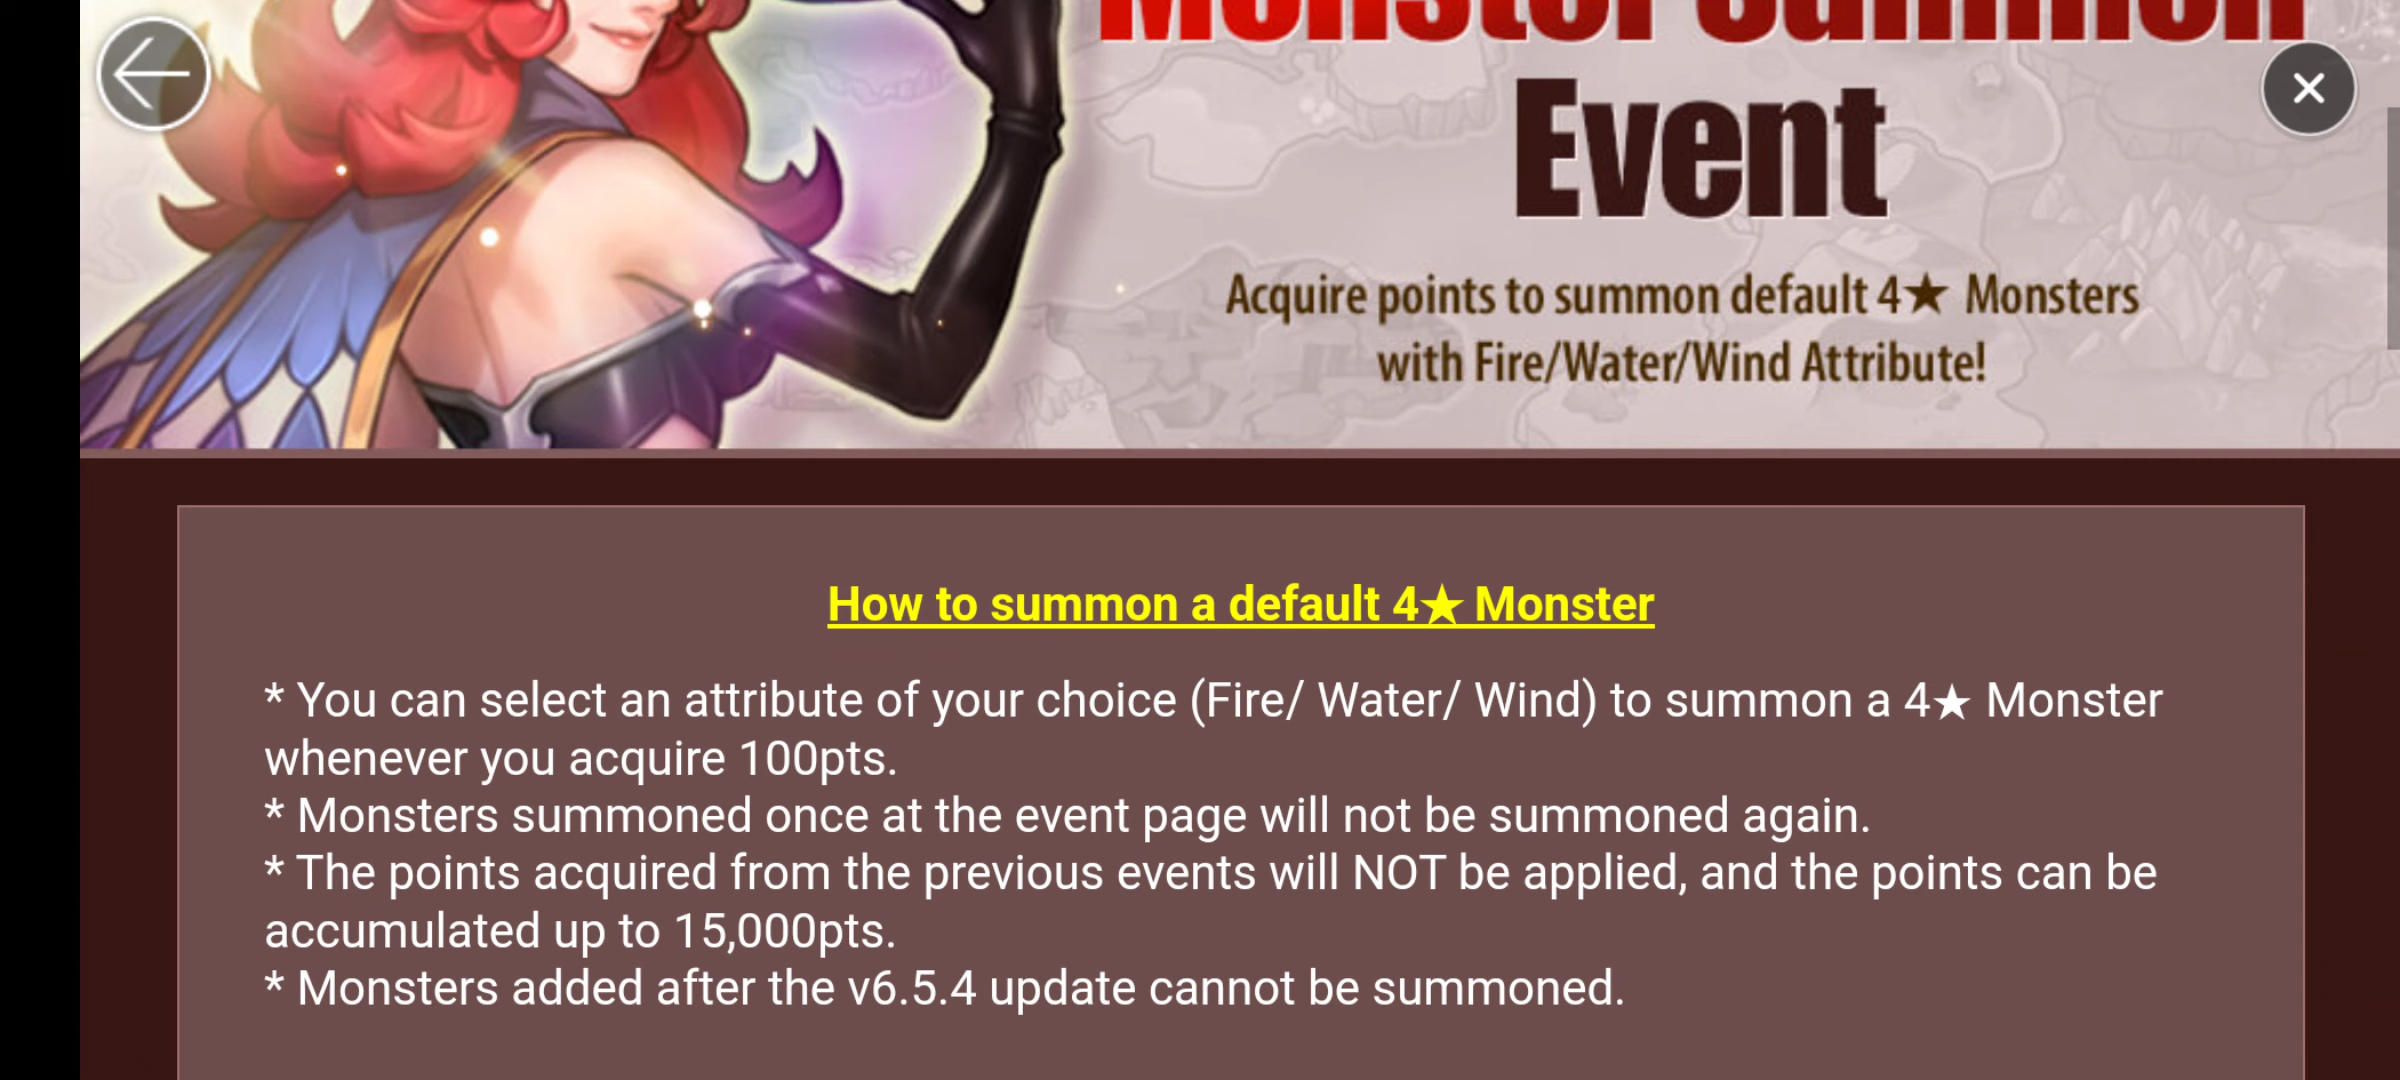 Monster Summon
Event
Acquire points to summon default 4★ Monsters
with Fire/Water/Wind Attribute!
How to summon a default 4★ Monster
* You can select an attribute of your choice (Fire/ Water/ Wind) to summon a 4★ Monster
whenever you acquire 100pts.
* Monsters summoned once at the event page will not be summoned again.
* The points acquired from the previous events will NOT be applied, and the points can be
accumulated up to 15,000pts.
* Monsters added after the v6.5.4 update cannot be summoned.